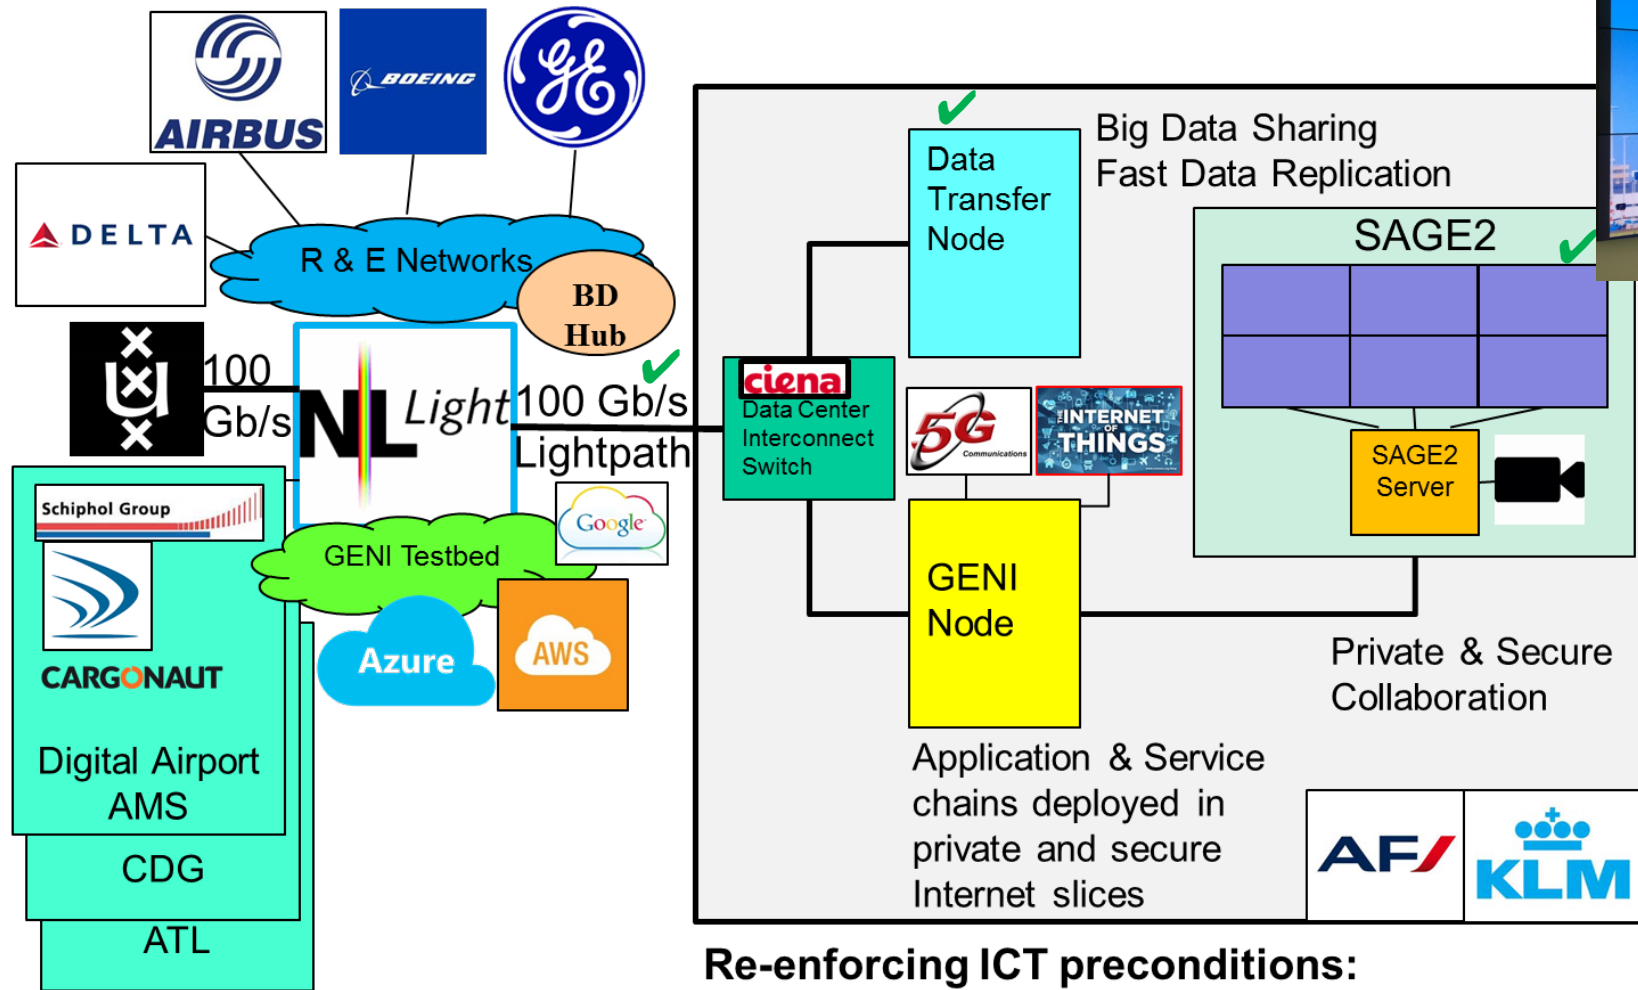 AIRBUS
BOEING
GE
DELTA
R & E Networks
BD
Hub
100
Gb/s
U
NL Light
100 Gb/s
Lightpath
Schiphol Group
CARGONAUT
Digital Airport
AMS
CDG
ATL
GENI Testbed
Google
Azure
AWS
ciena
Data Center
Interconnect
Switch
Data
Transfer
Node
Big Data Sharing
Fast Data Replication
5G
Communications
THE
INTERNET
OF
THINGS
GENI
Node
SAGE2
SAGE2
Server
Private & Secure
Collaboration
Application & Service
chains deployed in
private and secure
Internet slices
AF
KLM
Re-enforcing ICT preconditions: